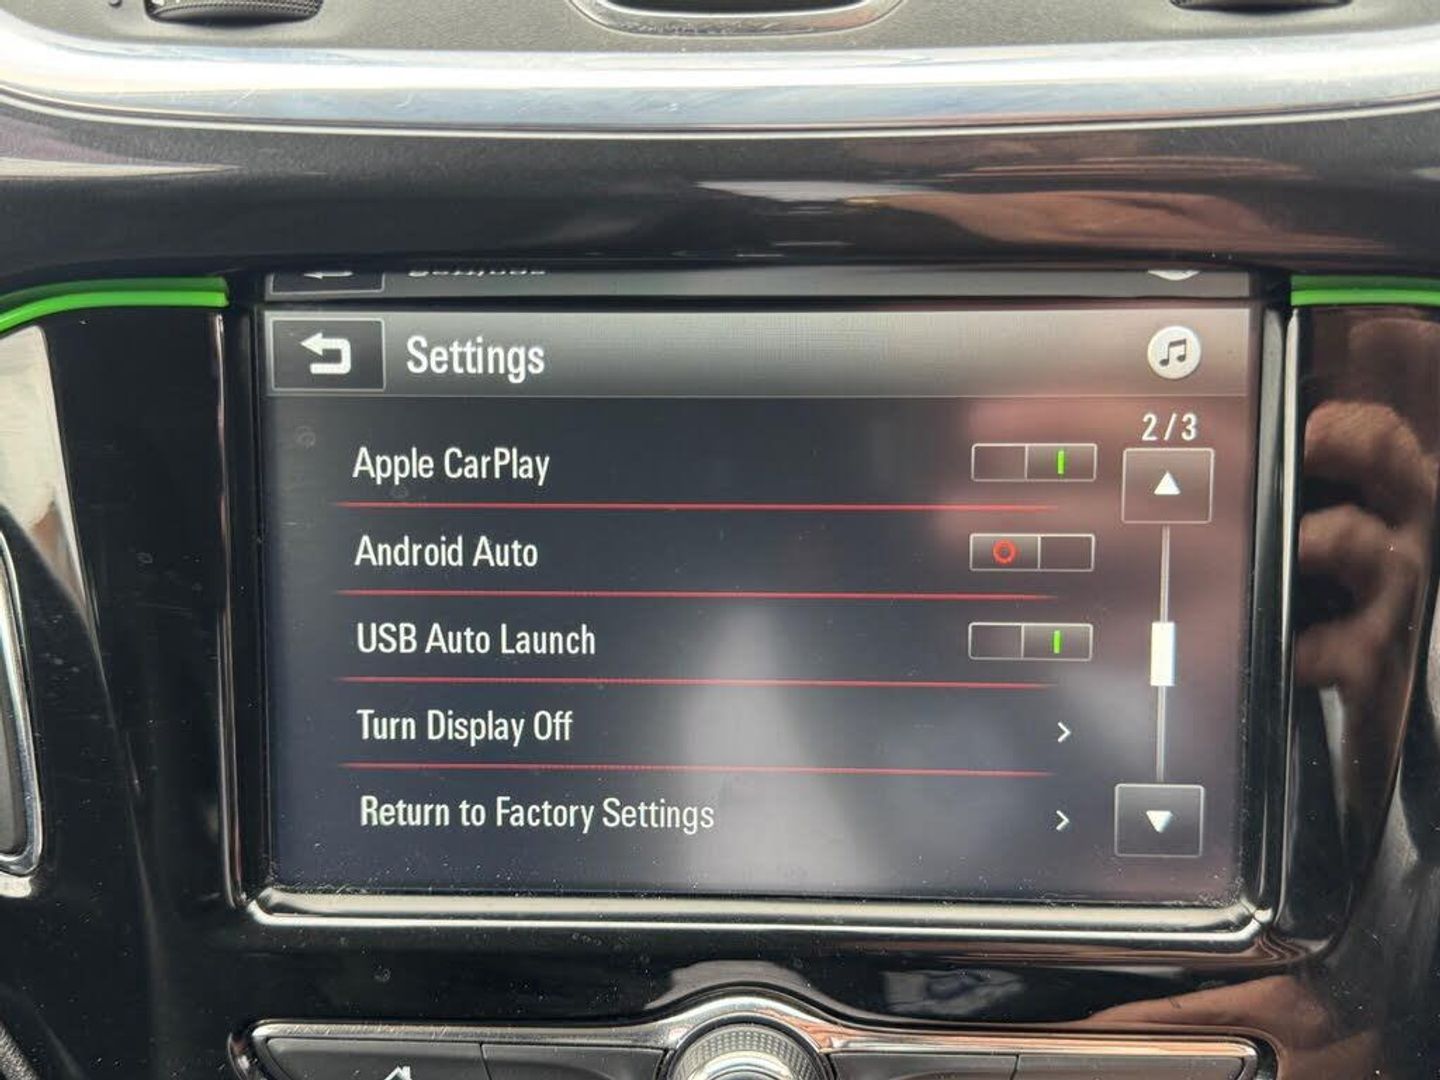 Settings
2/3
Apple CarPlay
Android Auto
USB Auto Launch
Turn Display Off
Return to Factory Settings